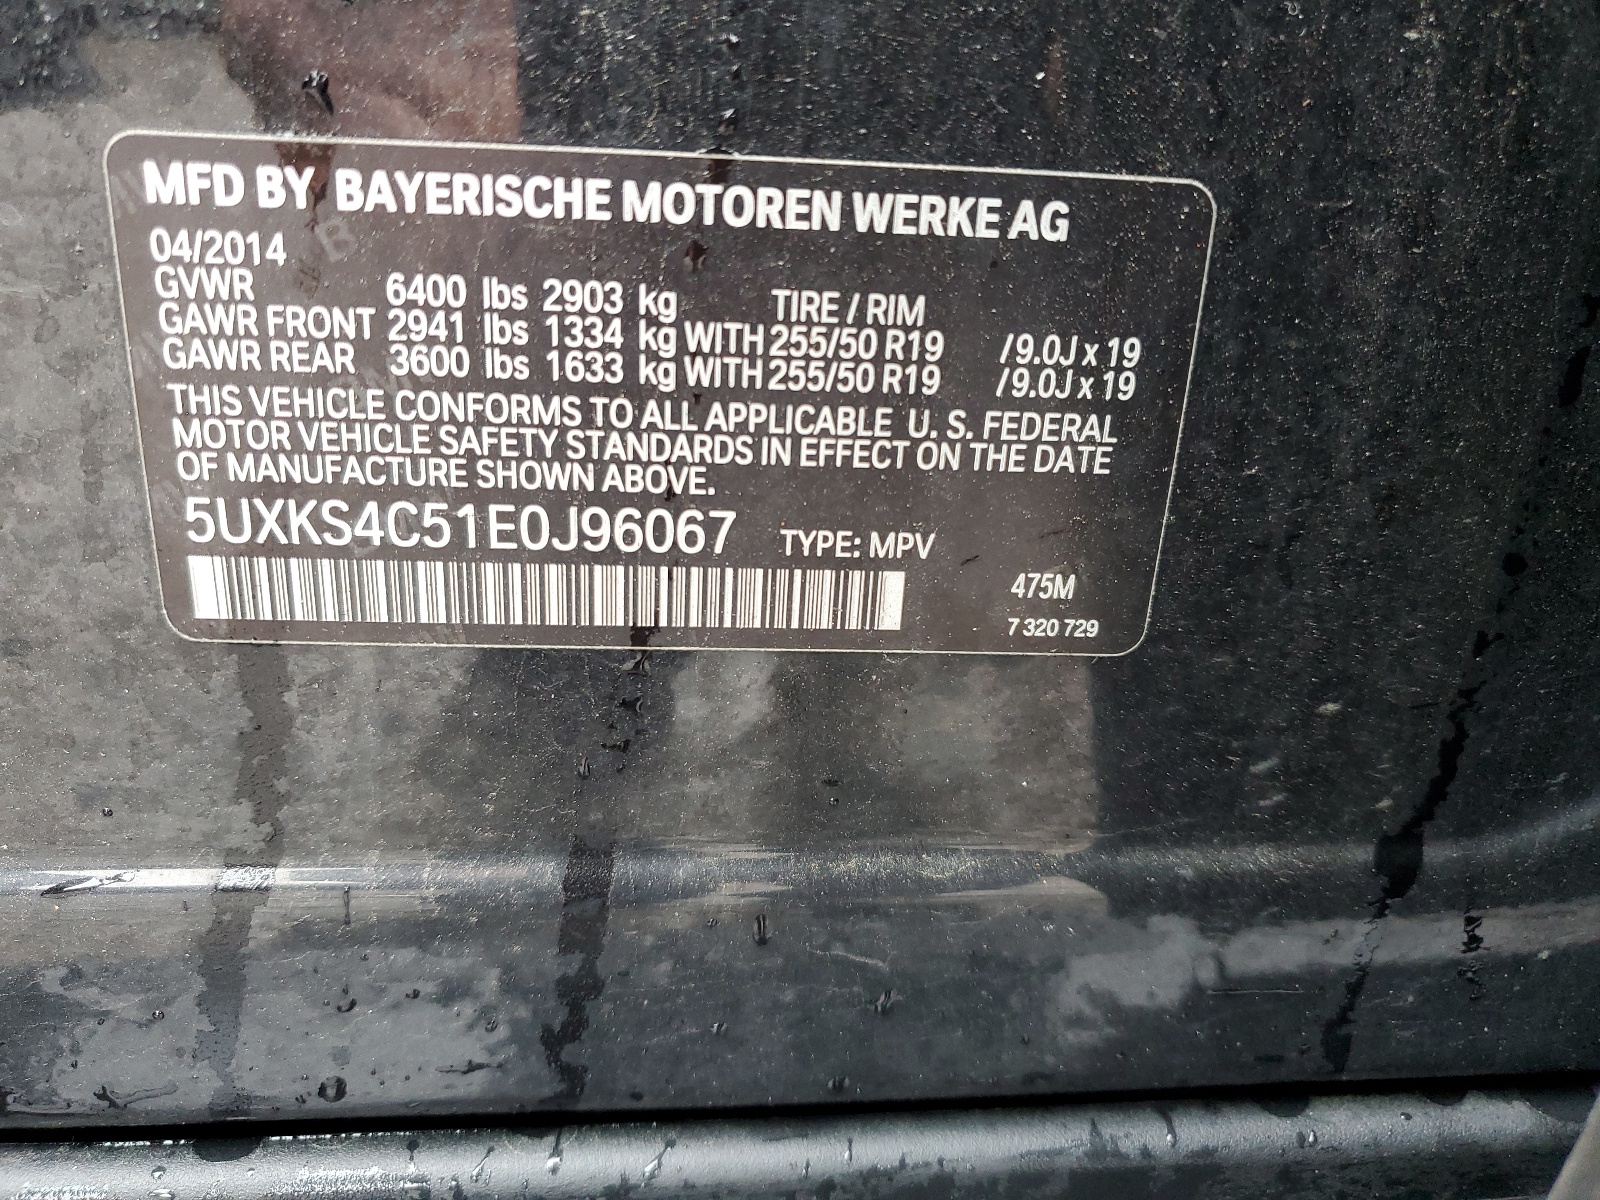 MFD BY BAYERISCHE MOTOREN WERKE AG
04/2014
GVWR 6400 lbs 2903 kg TIRE / RIM
GAWR FRONT 2941 lbs 1334 kg WITH 255/50 R19 / 9.0J x 19
GAWR REAR 3600 lbs 1633 kg WITH 255/50 R19 / 9.0J x 19
THIS VEHICLE CONFORMS TO ALL APPLICABLE U. S. FEDERAL
MOTOR VEHICLE SAFETY STANDARDS IN EFFECT ON THE DATE
OF MANUFACTURE SHOWN ABOVE.
5UXKS4C51E0J96067 TYPE: MPV
475M
7 320 729